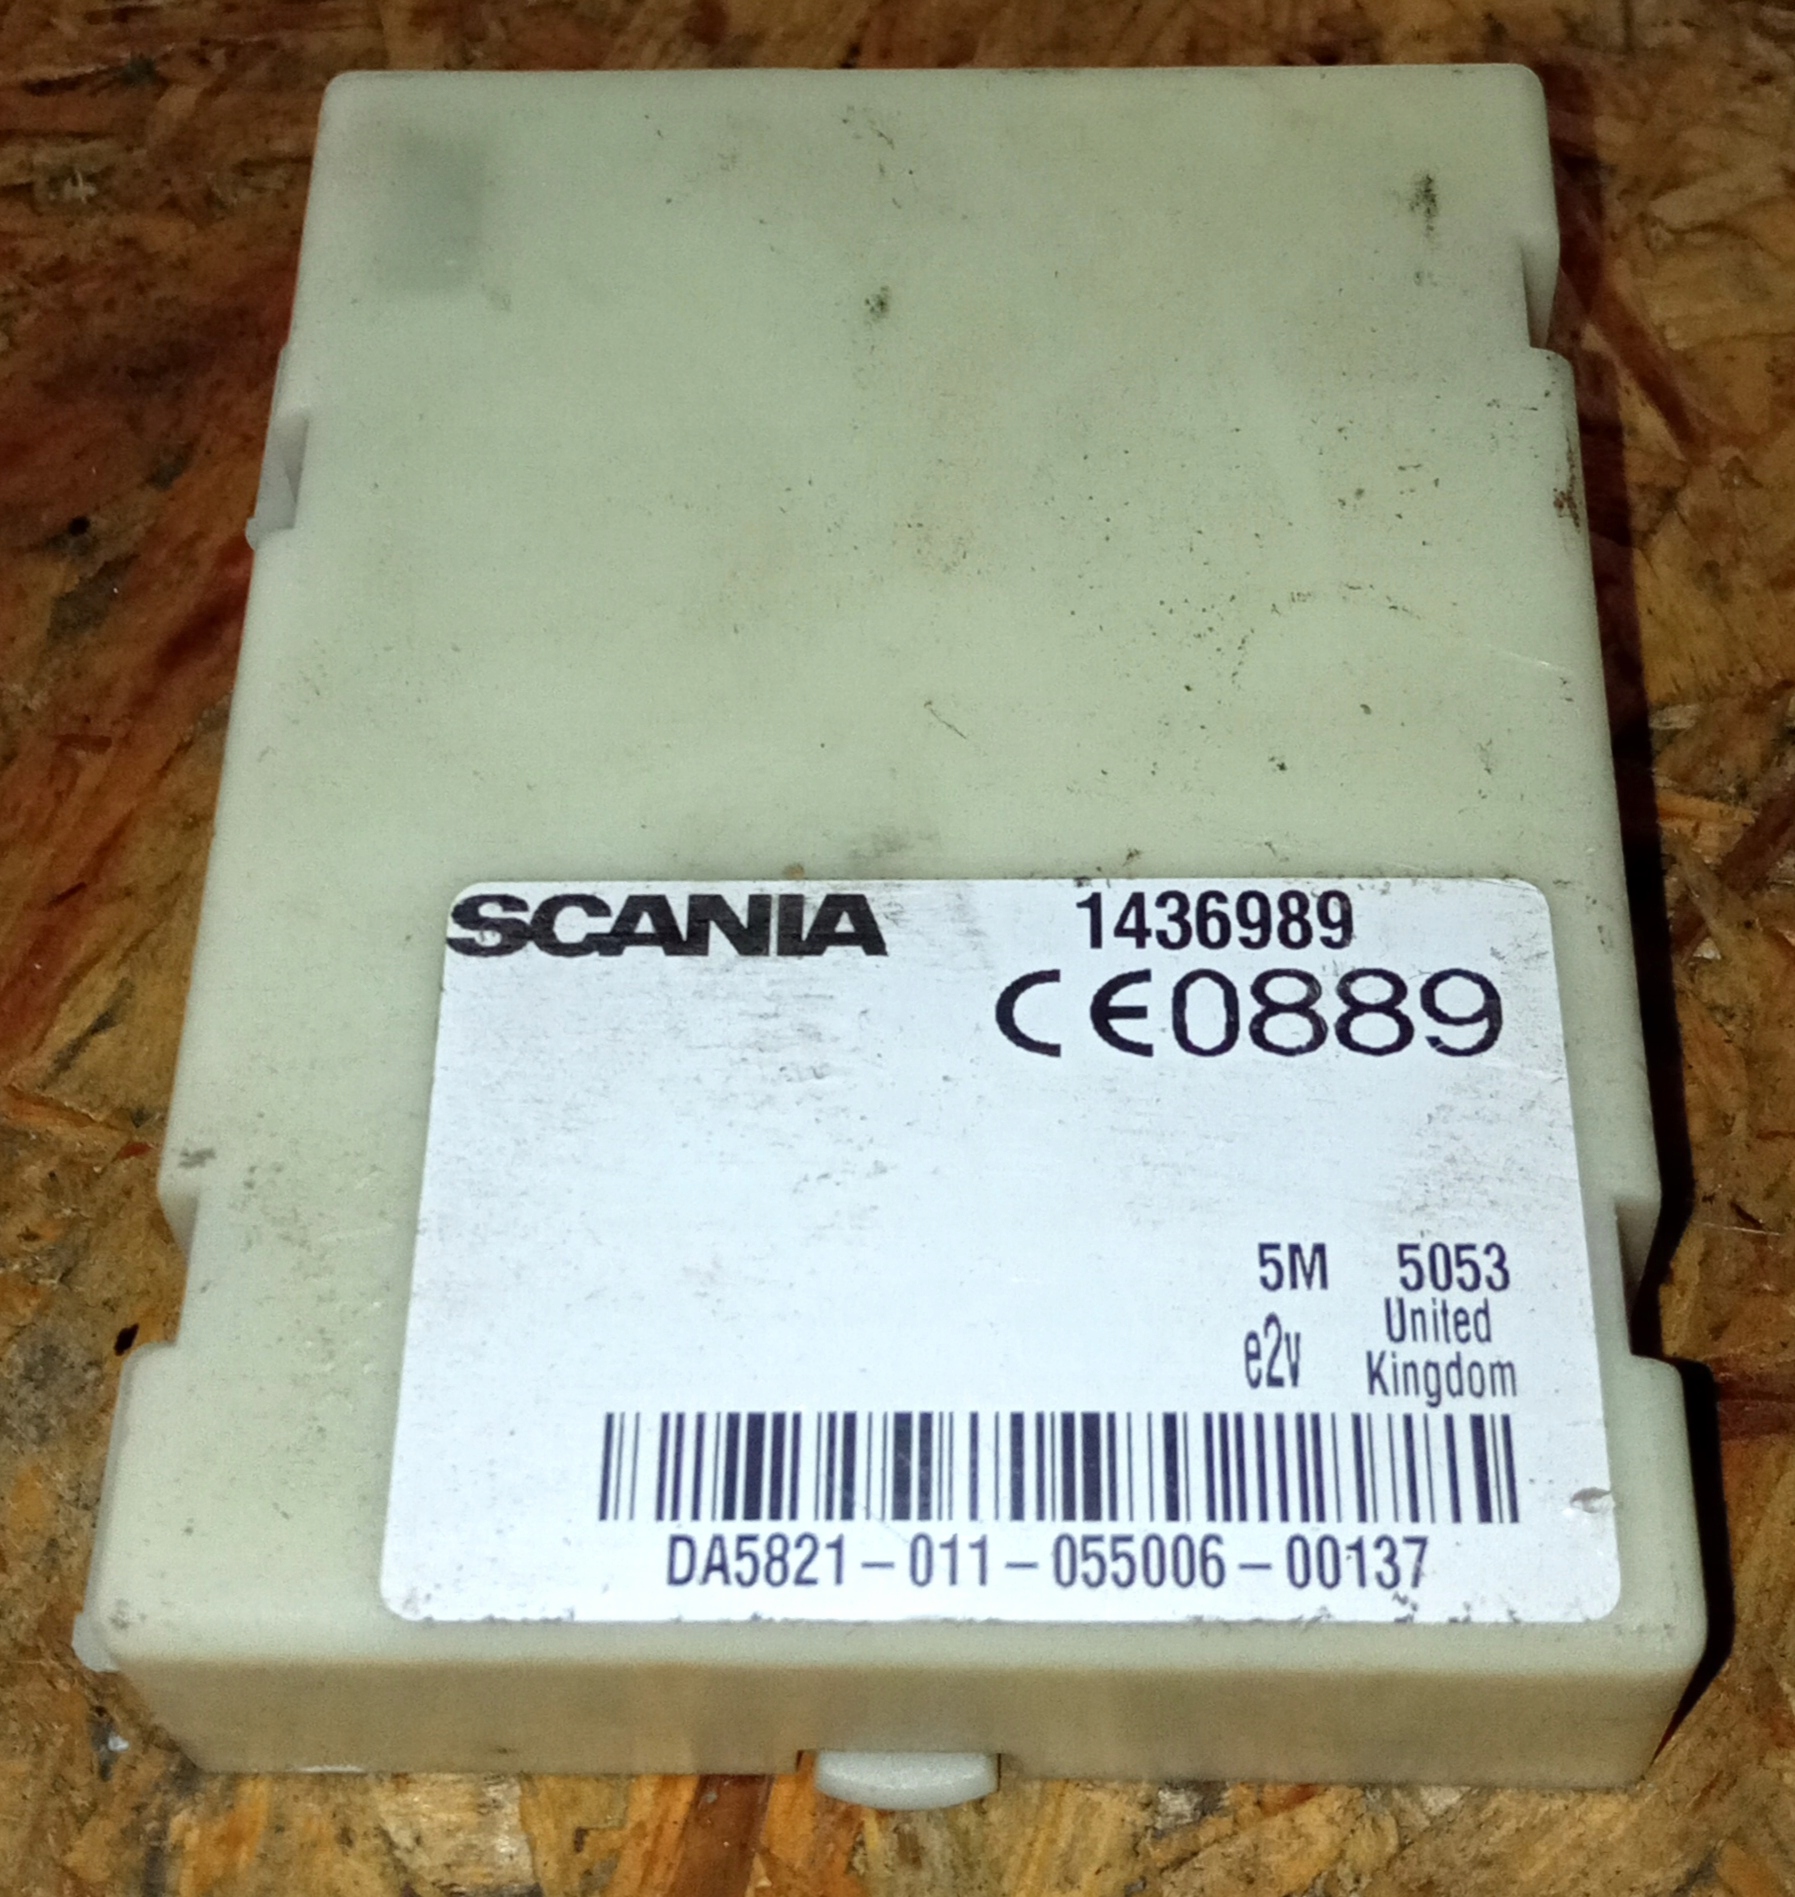 SCANIA 1436989
CE0889
5M 5053
e2v United
Kingdom
DA5821-011-055006-00137